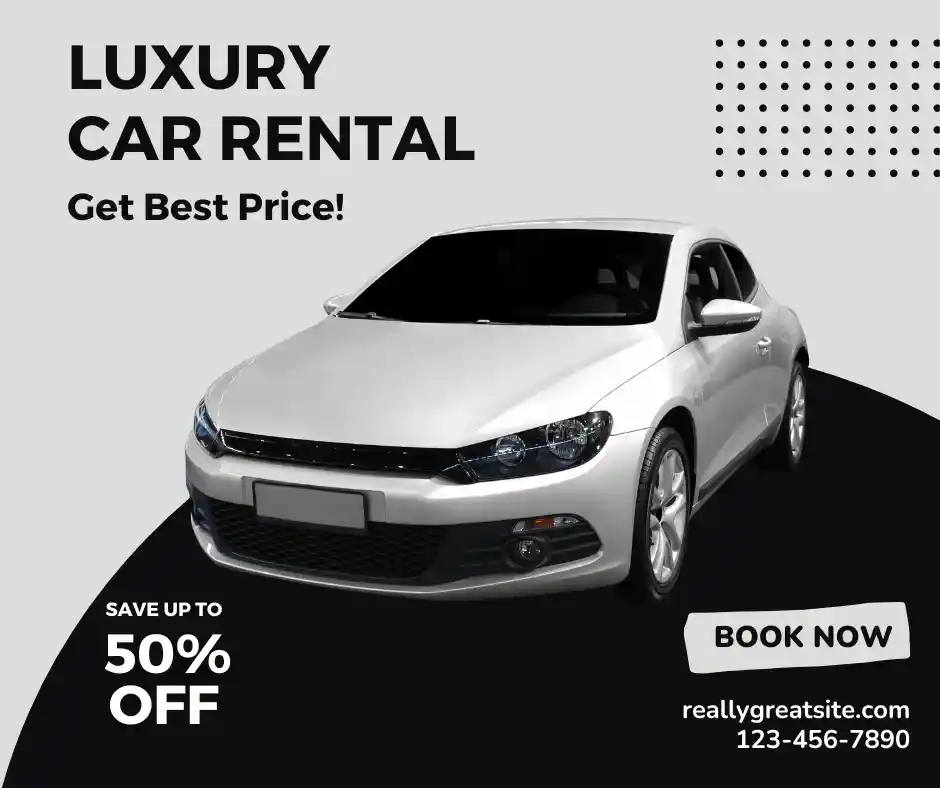 LUXURY
CAR RENTAL
Get Best Price!
SAVE UP TO
50%
OFF
BOOK NOW
reallygreatsite.com
123-456-7890